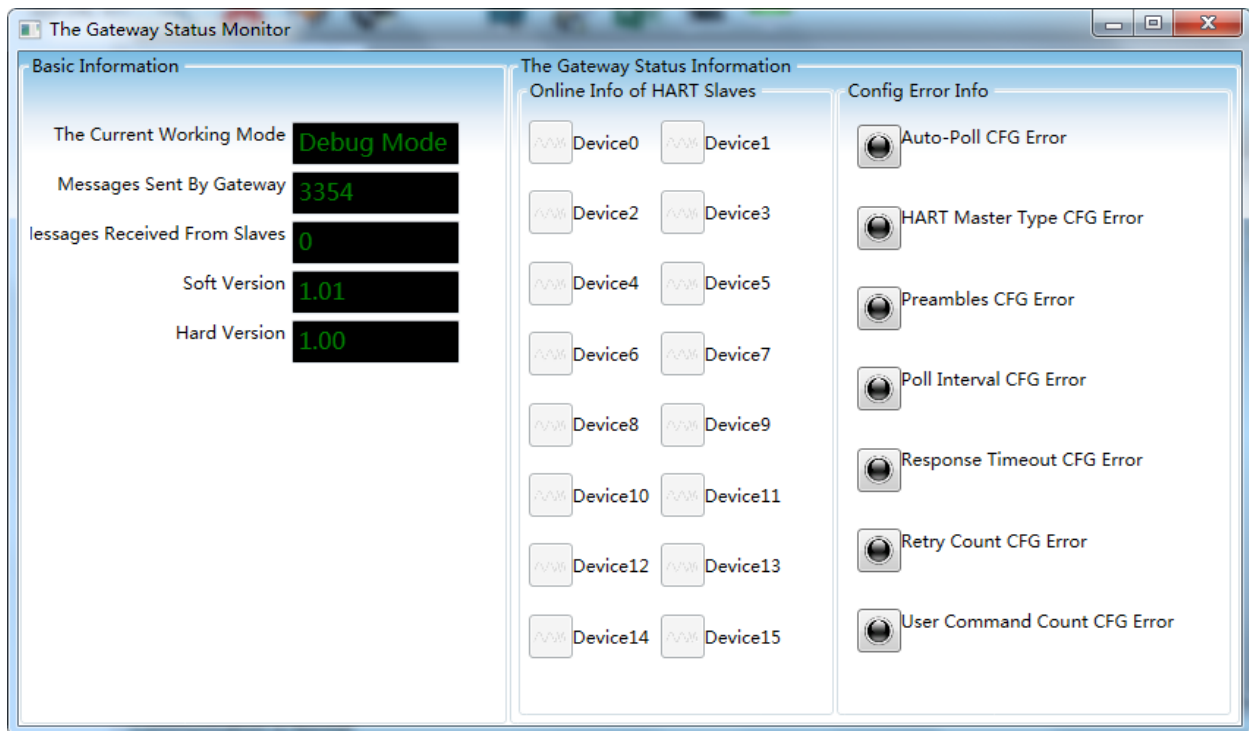 The Gateway Status Monitor
Basic Information
The Current Working Mode Debug Mode
Messages Sent By Gateway 3354
lessages Received From Slaves 0
Soft Version 1.01
Hard Version 1.00
The Gateway Status Information
Online Info of HART Slaves
Device0 Device1
Device2 Device3
Device4 Device5
Device6 Device7
Device8 Device9
Device10 Device11
Device12 Device13
Device14 Device15
Config Error Info
Auto-Poll CFG Error
HART Master Type CFG Error
Preambles CFG Error
Poll Interval CFG Error
Response Timeout CFG Error
Retry Count CFG Error
User Command Count CFG Error